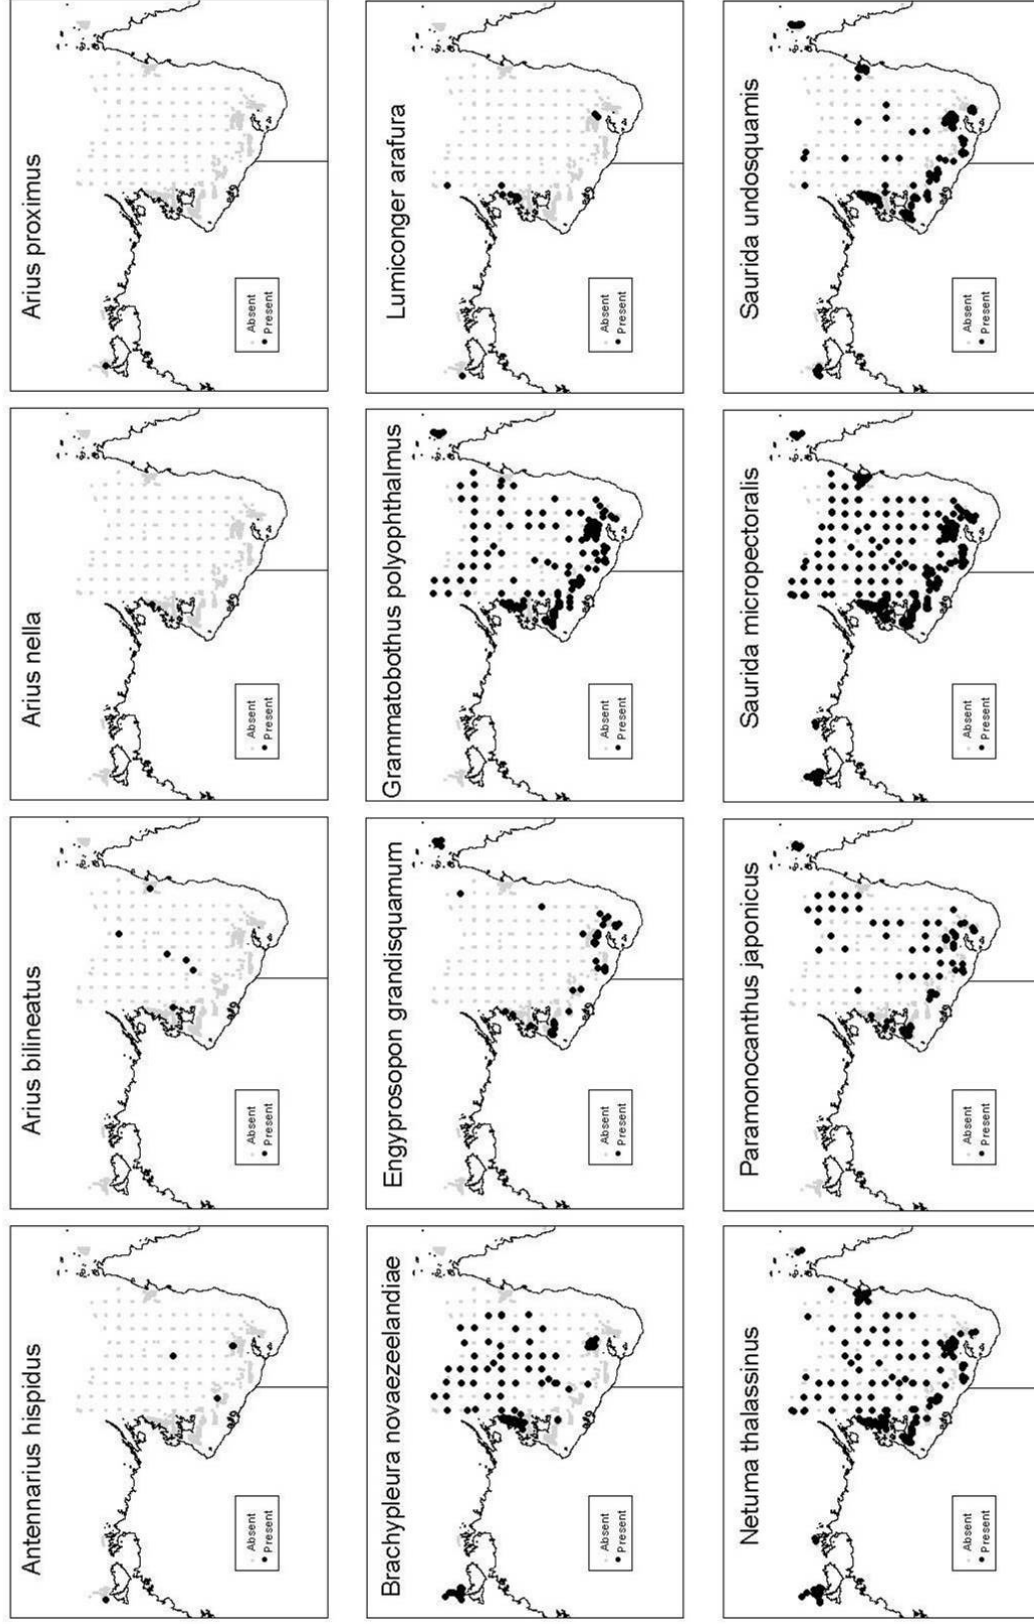 Antennarius hispidus
Absent
Present
Arius bilineatus
Absent
Present
Arius nella
Absent
Present
Arius proximus
Absent
Present
Brachypleura novaezeelandiae
Absent
Present
Engyprosopon grandisquamum
Absent
Present
Grammatobothus polyophthalmus
Absent
Present
Lumiconger arafura
Absent
Present
Netuma thalassinus
Absent
Present
Paramonocanthus japonicus
Absent
Present
Saurida micropectoralis
Absent
Present
Saurida undosquamis
Absent
Present